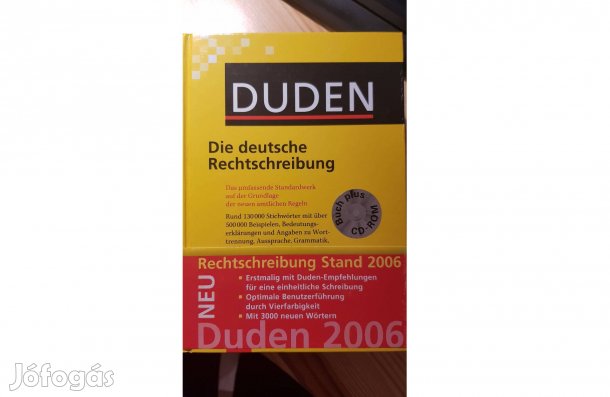 DUDEN
Die deutsche
Rechtschreibung
Das umfassende Standardwerk
auf der Grundlage
der neuen amtlichen Regeln
Rund 130 000 Stichwörter mit über
500 000 Beispielen, Bedeutungs-
erklärungen und Angaben zu Wort-
trennung, Aussprache, Grammatik,
Buch plus
CD-ROM
Rechtschreibung Stand 2006
NEU
• Erstmalig mit Duden-Empfehlungen
für eine einheitliche Schreibung
• Optimale Benutzerführung
durch Vierfarbigkeit
• Mit 3000 neuen Wörtern
Duden 2006
Jófogás